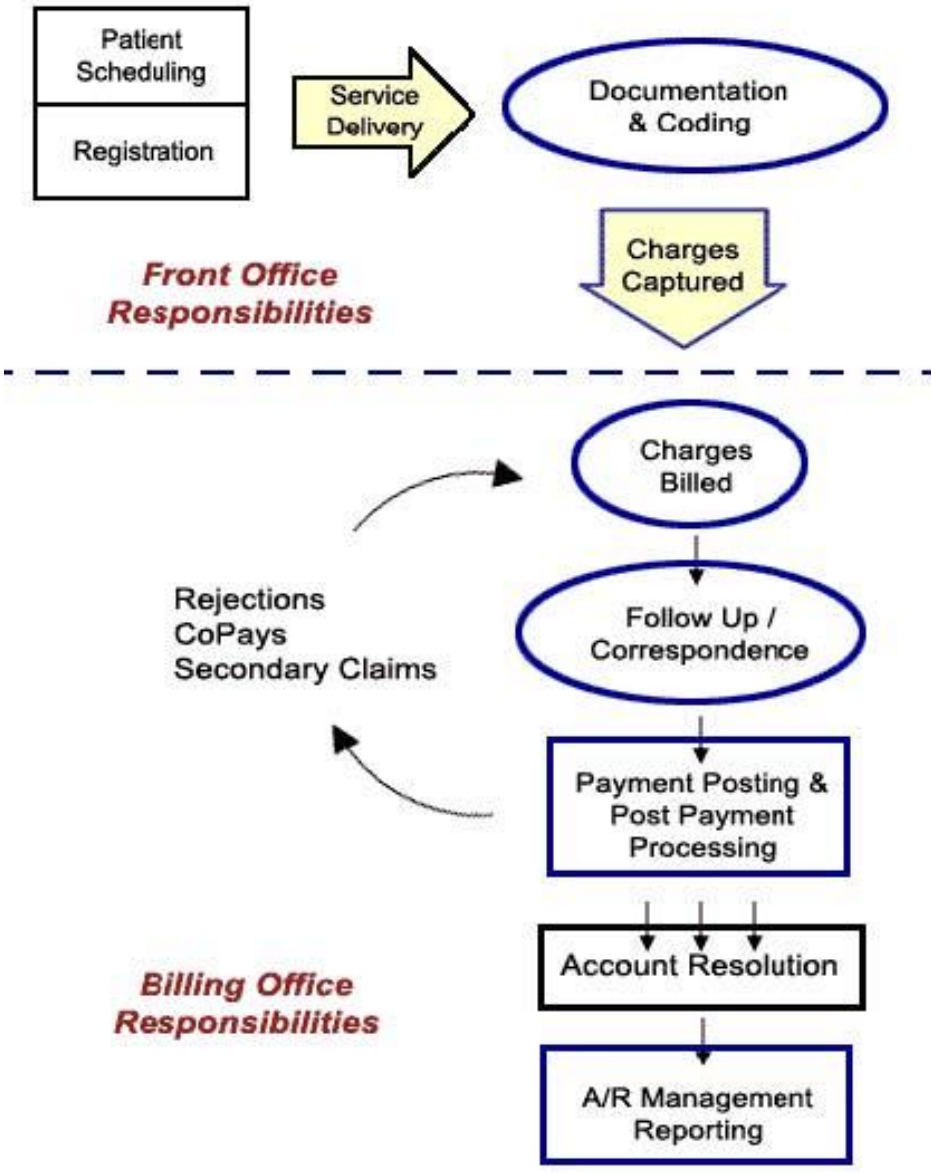 Patient
Scheduling
Registration
Service
Delivery
Documentation
& Coding
Charges
Captured
Front Office
Responsibilities
Charges
Billed
Rejections
CoPays
Secondary Claims
Follow Up /
Correspondence
Payment Posting &
Post Payment
Processing
Account Resolution
Billing Office
Responsibilities
A/R Management
Reporting